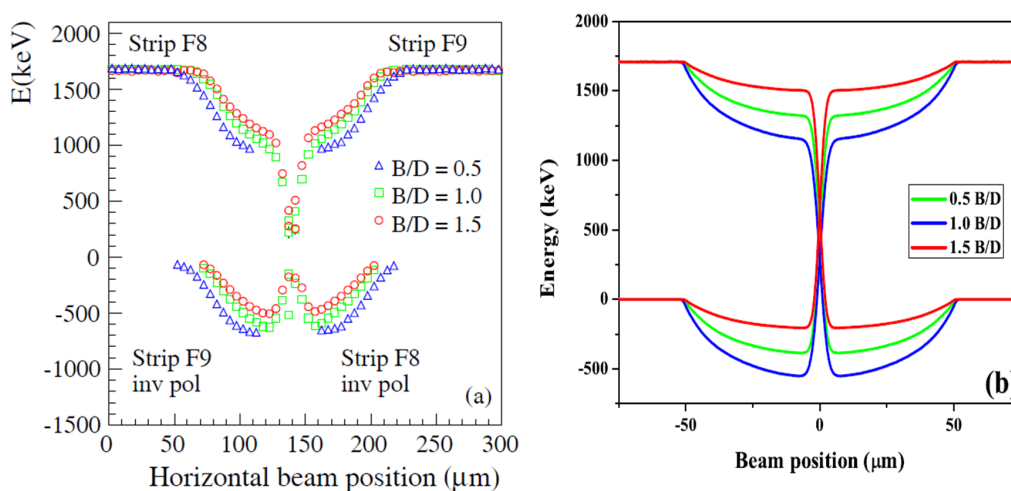 2000
1500
1000
500
0
-500
-1000
-1500
E(keV)
Strip F8
Strip F9
B/D = 0.5
B/D = 1.0
B/D = 1.5
Strip F9
inv pol
Strip F8
inv pol
(a)
0 50 100 150 200 250 300
Horizontal beam position (μm)
2000
1500
1000
500
0
-500
Energy (keV)
0.5 B/D
1.0 B/D
1.5 B/D
(b)
-50 0 50
Beam position (μm)